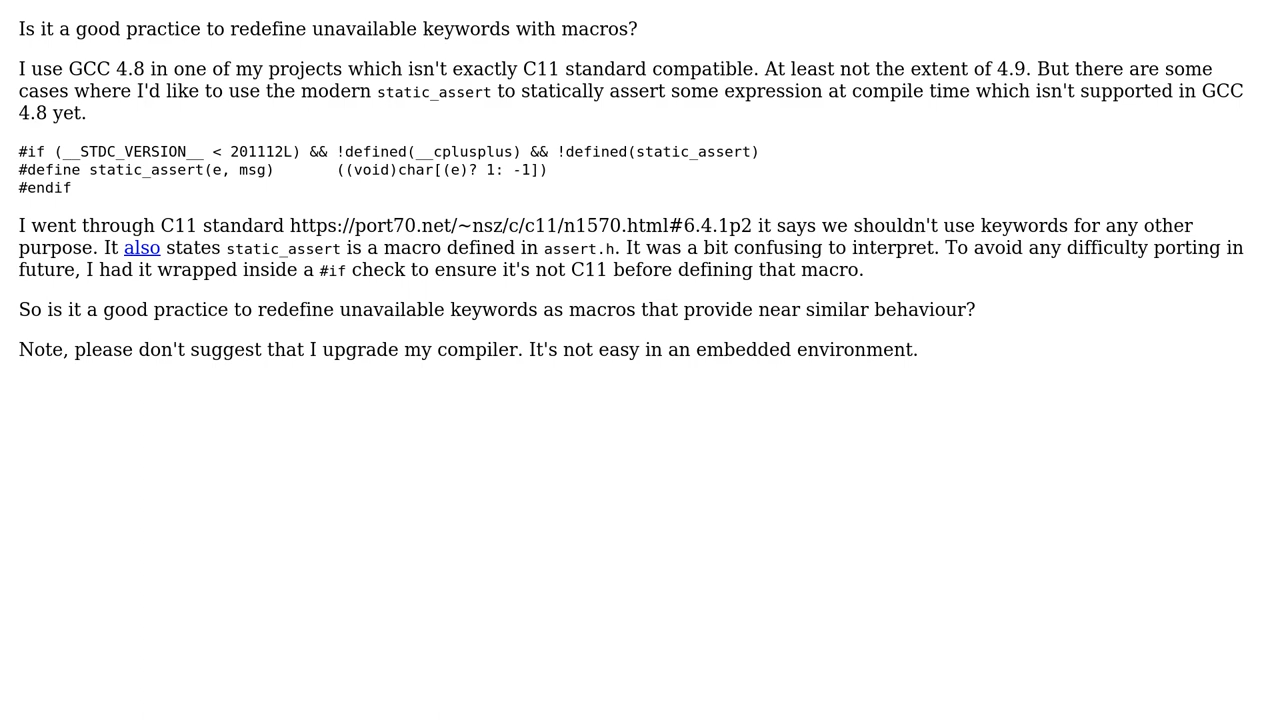 Is it a good practice to redefine unavailable keywords with macros?
I use GCC 4.8 in one of my projects which isn't exactly C11 standard compatible. At least not the extent of 4.9. But there are some
cases where I'd like to use the modern static_assert to statically assert some expression at compile time which isn't supported in GCC
4.8 yet.
#if (__STDC_VERSION__ < 201112L) && !defined(__cplusplus) && !defined(static_assert)
#define static_assert(e, msg)       ((void)char[(e)? 1: -1])
#endif
I went through C11 standard https://port70.net/~nsz/c/c11/n1570.html#6.4.1p2 it says we shouldn't use keywords for any other
purpose. It also states static_assert is a macro defined in assert.h. It was a bit confusing to interpret. To avoid any difficulty porting in
future, I had it wrapped inside a #if check to ensure it's not C11 before defining that macro.
So is it a good practice to redefine unavailable keywords as macros that provide near similar behaviour?
Note, please don't suggest that I upgrade my compiler. It's not easy in an embedded environment.